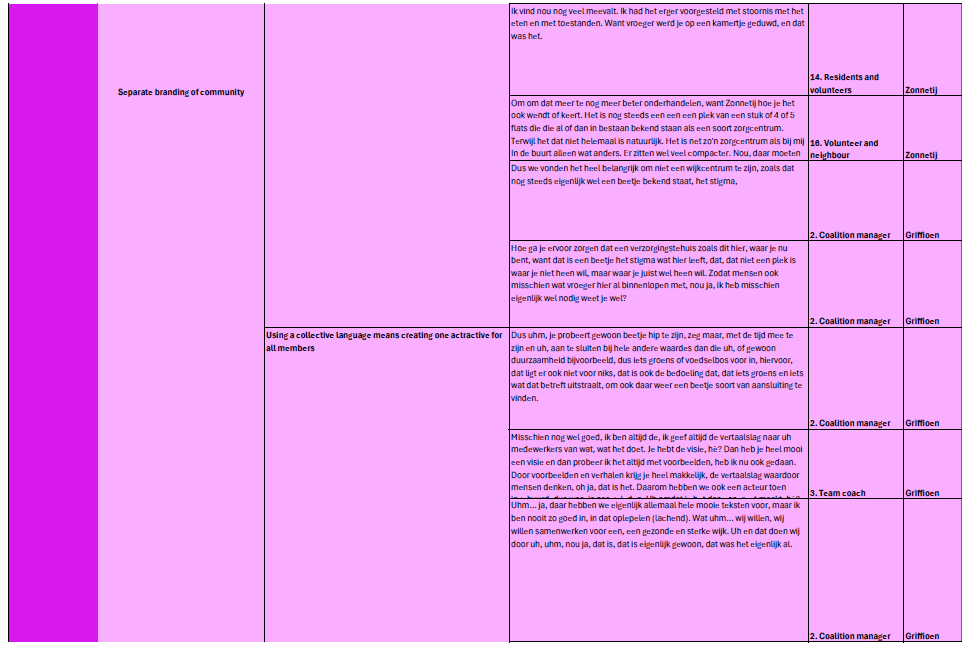 Ik vind nou nog veel meevalt. Ik had het erger voorgesteld met stoornis met het
eten en met toestanden. Want vroeger werd je op een kamertje geduwd, en dat
was het.
14. Residents and
volunteers
Zonnetij
Separate branding of community
Om om dat meer te nog meer beter onderhandelen, want Zonnetij hoe je het
ook wendt of keert. Het is nog steeds een een een plek van een stuk of 4 of 5
flats die die al of dan in bestaan bekend staan als een soort zorgcentrum.
Terwijl het dat niet helemaal is natuurlijk. Het is net zo'n zorgcentrum als bij mij
in de buurt alleen wat anders. Er zitten wel veel compacter. Nou, daar moeten
16. Volunteer and
neighbour
Zonnetij
Dus we vonden het heel belangrijk om niet een wijkcentrum te zijn, zoals dat
nog steeds eigenlijk wel een beetje bekend staat, het stigma,
2. Coalition manager
Griffioen
Hoe ga je ervoor zorgen dat een verzorgingstehuis zoals dit hier, waar je nu
bent, want dat is een beetje het stigma wat hier leeft, dat, dat niet een plek is
waar je niet heen wil, maar waar je juist wel heen wil. Zodat mensen ook
misschien wat vroeger hier al binnenlopen met, nou ja, ik heb misschien
eigenlijk wel nodig weet je wel?
2. Coalition manager
Griffioen
Using a collective language means creating one actractive for
all members
Dus uhm, je probeert gewoon beetje hip te zijn, zeg maar, met de tijd mee te
zijn en uh, aan te sluiten bij hele andere waardes dan die uh, of gewoon
duurzaamheid bijvoorbeeld, dus iets groens of voedselbos voor in, hiervoor,
dat ligt er ook niet voor niks, dat is ook de bedoeling dat, dat iets groens en iets
wat dat betreft uitstraalt, om ook daar weer een beetje soort van aansluiting te
vinden.
2. Coalition manager
Griffioen
Misschien nog wel goed, ik ben altijd de, ik geef altijd de vertaalslag naar uh
medewerkers van wat, wat het doet. Je hebt de visie, hè? Dan heb je heel mooi
een visie en dan probeer ik het altijd met voorbeelden, heb ik nu ook gedaan.
Door voorbeelden en verhalen krijg je heel makkelijk, de vertaalslag waardoor
mensen denken, oh ja, dat is het. Daarom hebben we ook een acteur toen
3. Team coach
Griffioen
Uhm... ja, daar hebben we eigenlijk allemaal hele mooie teksten voor, maar ik
ben nooit zo goed in, in dat oplepelen (lachend). Wat uhm... wij willen, wij
willen samenwerken voor een, een gezonde en sterke wijk. Uh en dat doen wij
door uh, uhm, nou ja, dat is, dat is eigenlijk gewoon, dat was het eigenlijk al.
2. Coalition manager
Griffioen